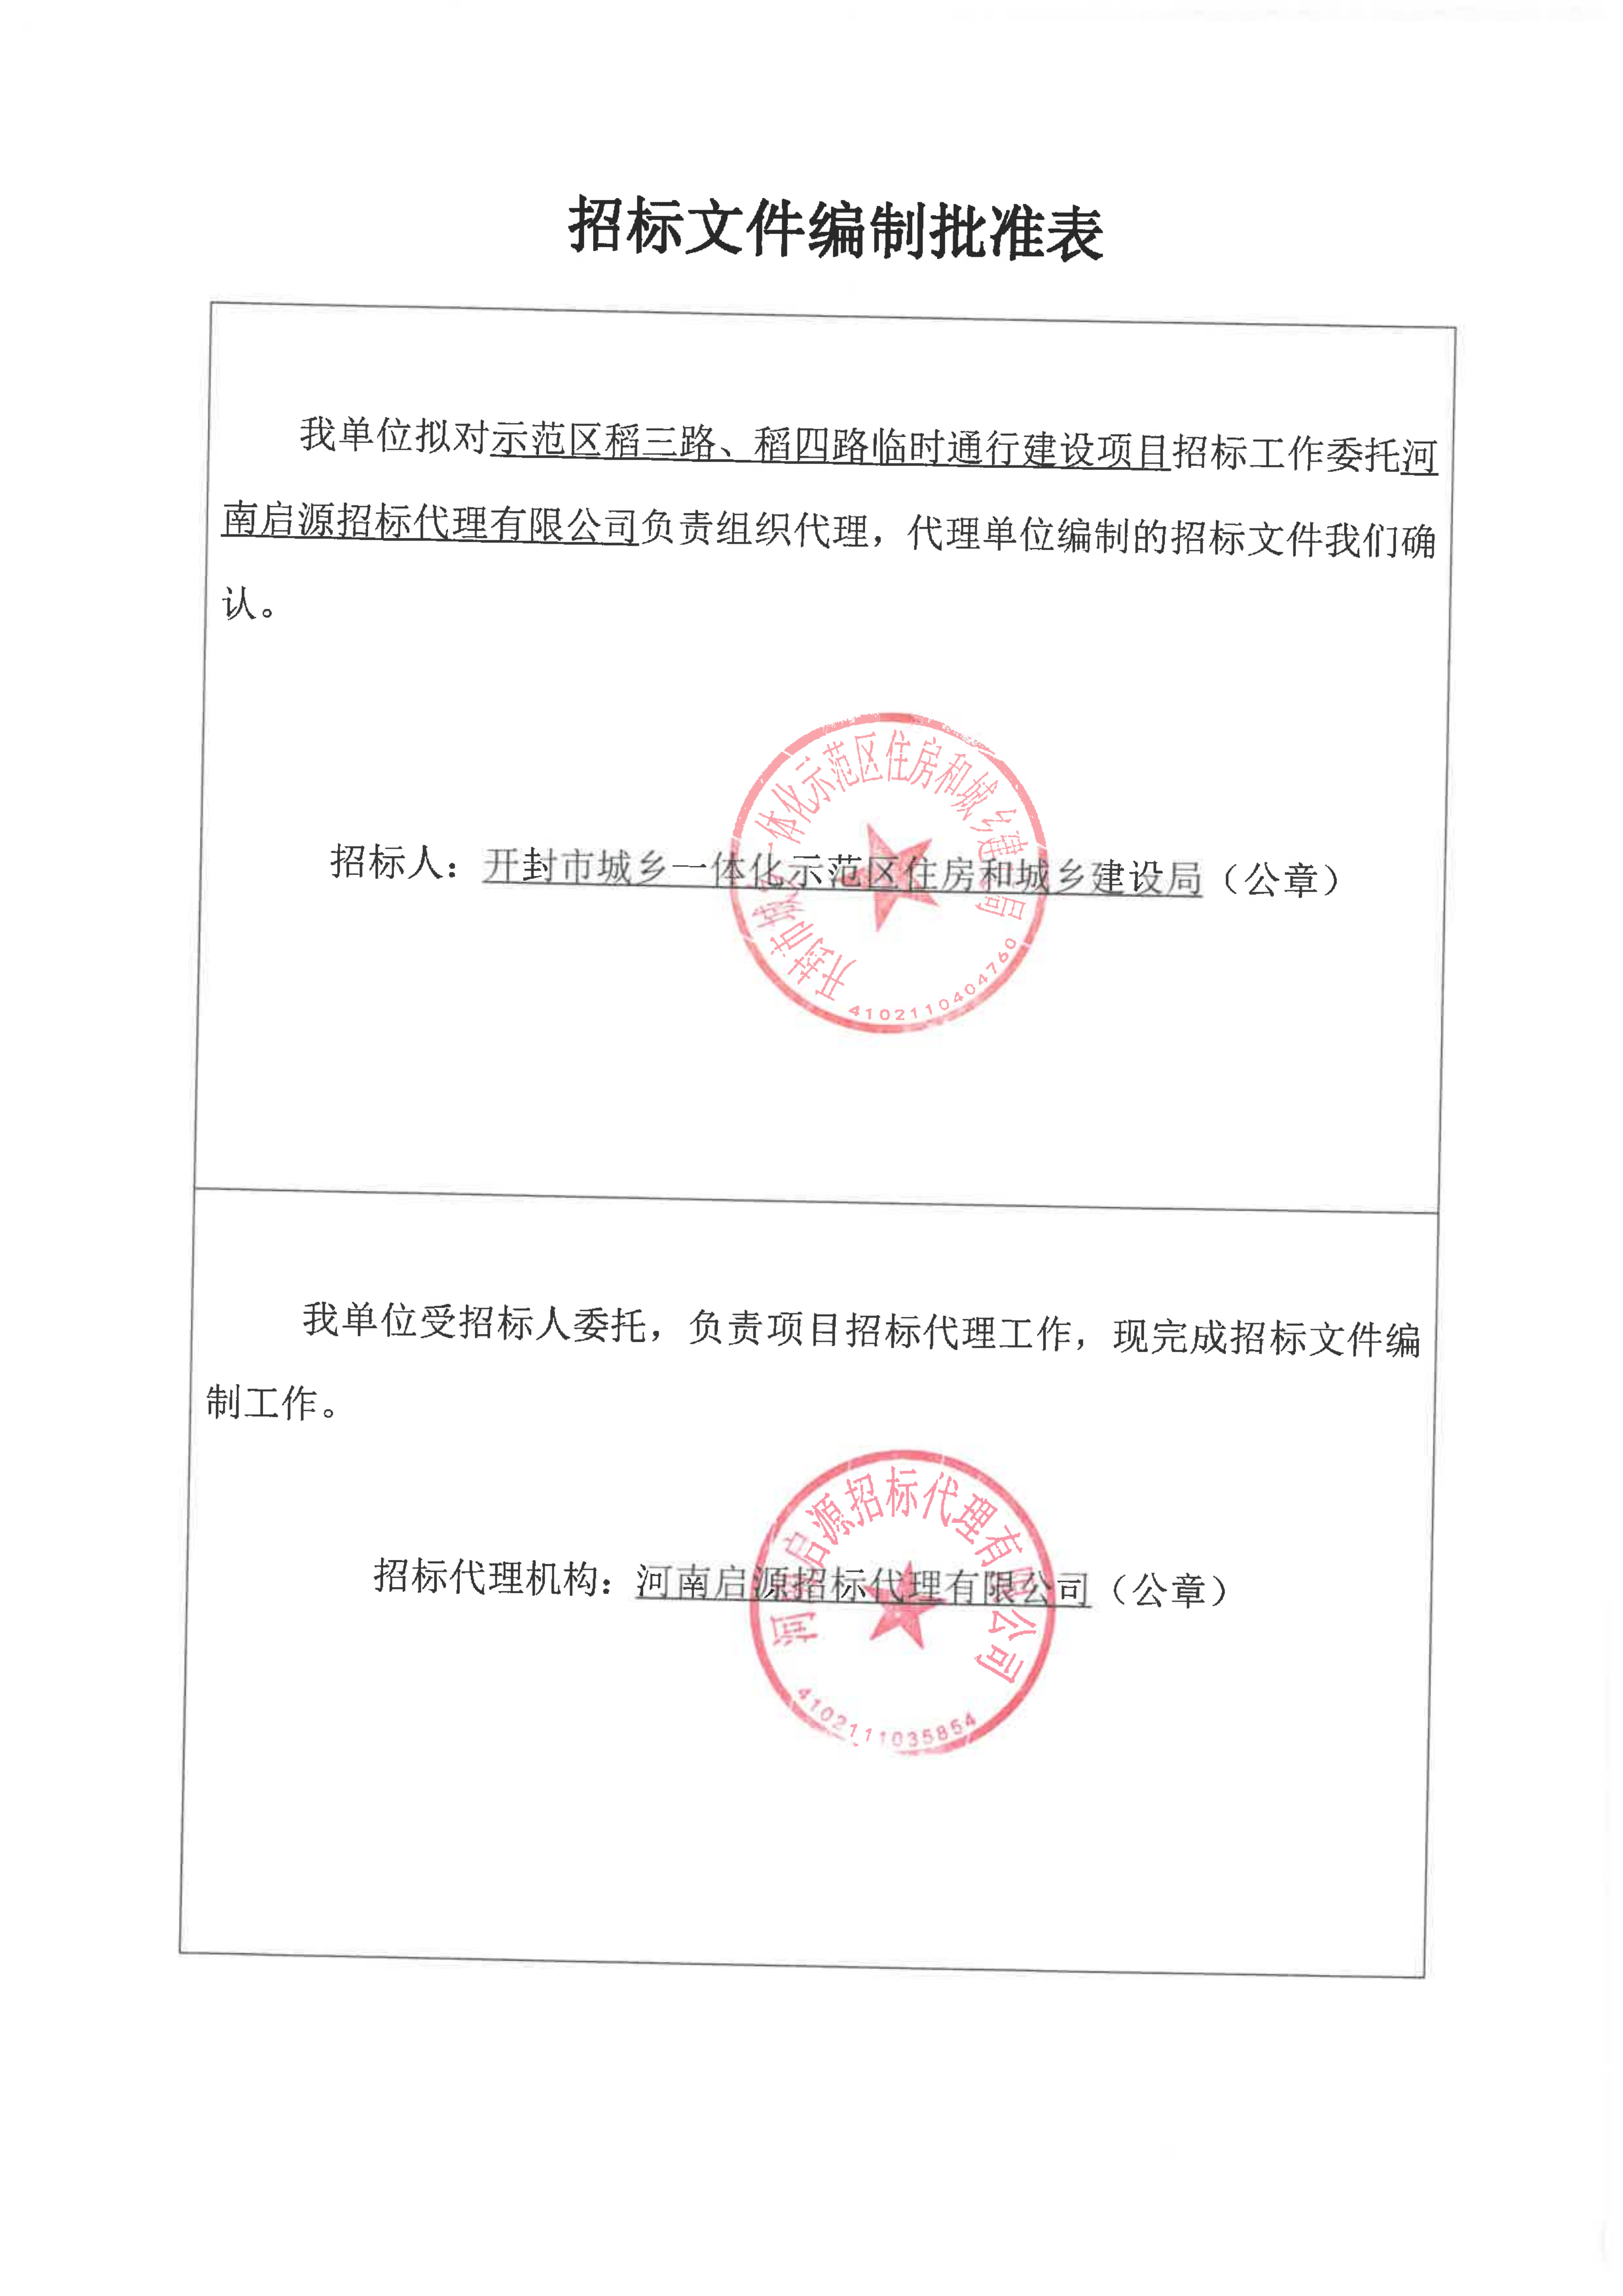 招标文件编制批准表
我单位拟对示范区稻三路、稻四路临时通行建设项目招标工作委托河
南启源招标代理有限公司负责组织代理，代理单位编制的招标文件我们确
认。
开封市城乡一体化示范区住房和城乡建设局
招标人：开封市城乡一体化示范区住房和城乡建设局（公章）
4102110404760
我单位受招标人委托，负责项目招标代理工作，现完成招标文件编
制工作。
河南启源招标代理有限公司
招标代理机构：河南启源招标代理有限公司（公章）
4102111035854